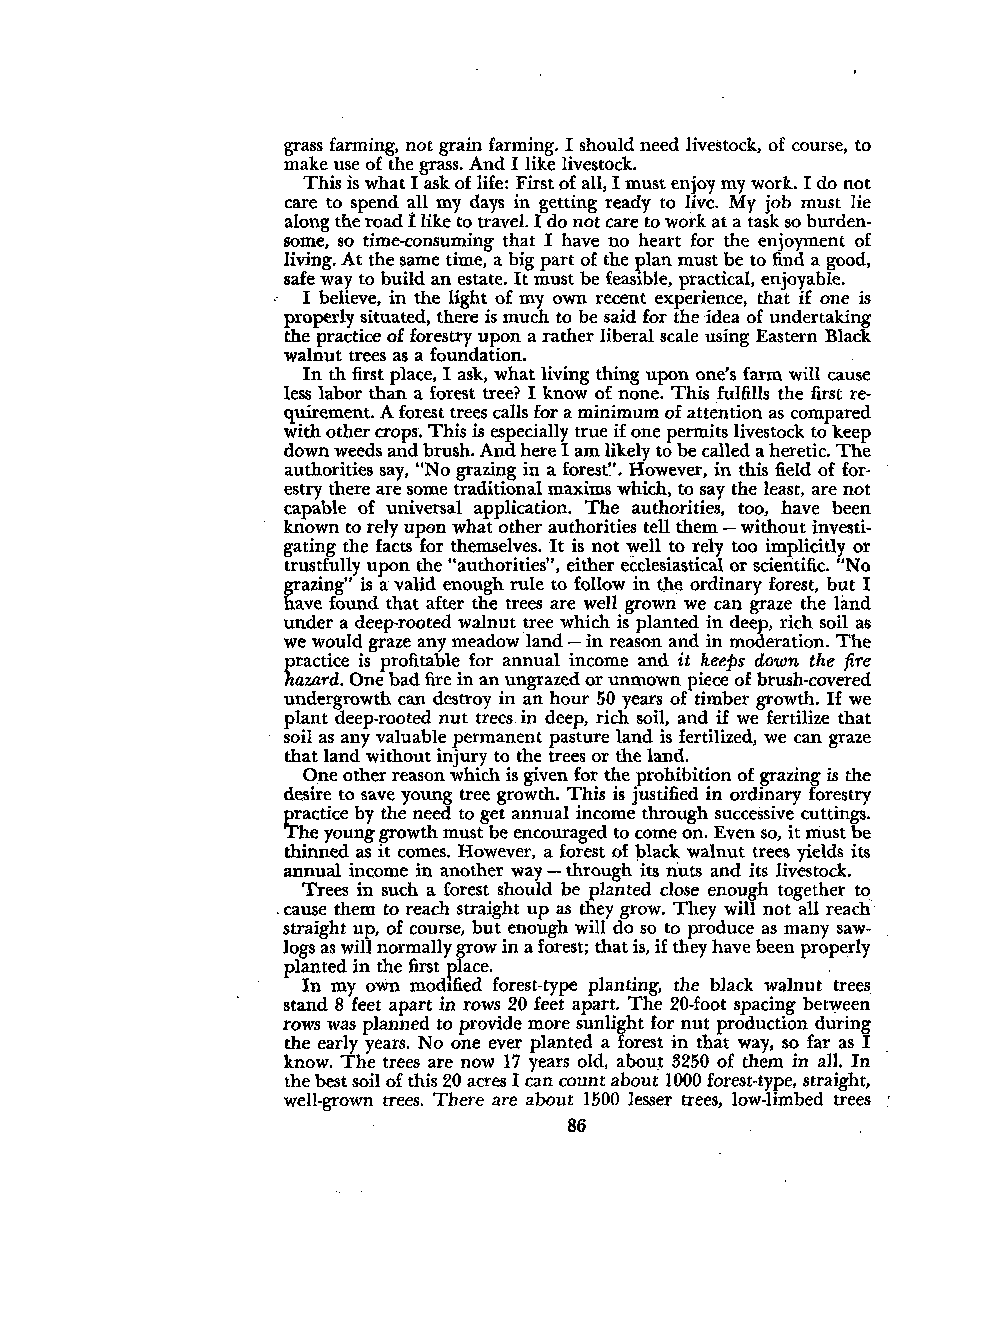 grass farming, not grain farming. I should need livestock, of course, to
make use of the grass. And I like livestock.
This is what I ask of life: First of all, I must enjoy my work. I do not
care to spend all my days in getting ready to live. My job must lie
along the road I like to travel. I do not care to work at a task so burden-
some, so time-consuming that I have no heart for the enjoyment of
living. At the same time, a big part of the plan must be to find a good,
safe way to build an estate. It must be feasible, practical, enjoyable.
I believe, in the light of my own recent experience, that if one is
properly situated, there is much to be said for the idea of undertaking
the practice of forestry upon a rather liberal scale using Eastern Black
walnut trees as a foundation.
In th first place, I ask, what living thing upon one's farm will cause
less labor than a forest tree? I know of none. This fulfills the first re-
quirement. A forest trees calls for a minimum of attention as compared
with other crops. This is especially true if one permits livestock to keep
down weeds and brush. And here I am likely to be called a heretic. The
authorities say, "No grazing in a forest". However, in this field of for-
estry there are some traditional maxims which, to say the least, are not
capable of universal application. The authorities, too, have been
known to rely upon what other authorities tell them — without investi-
gating the facts for themselves. It is not well to rely too implicitly or
trustfully upon the "authorities", either ecclesiastical or scientific. "No
grazing" is a valid enough rule to follow in the ordinary forest, but I
have found that after the trees are well grown we can graze the land
under a deep-rooted walnut tree which is planted in deep, rich soil as
we would graze any meadow land — in reason and in moderation. The
practice is profitable for annual income and it keeps down the fire
hazard. One bad fire in an ungrazed or unmown piece of brush-covered
undergrowth can destroy in an hour 50 years of timber growth. If we
plant deep-rooted nut trees in deep, rich soil, and if we fertilize that
soil as any valuable permanent pasture land is fertilized, we can graze
that land without injury to the trees or the land.
One other reason which is given for the prohibition of grazing is the
desire to save young tree growth. This is justified in ordinary forestry
practice by the need to get annual income through successive cuttings.
The young growth must be encouraged to come on. Even so, it must be
thinned as it comes. However, a forest of black walnut trees yields its
annual income in another way — through its nuts and its livestock.
Trees in such a forest should be planted close enough together to
cause them to reach straight up as they grow. They will not all reach
straight up, of course, but enough will do so to produce as many saw-
logs as will normally grow in a forest; that is, if they have been properly
planted in the first place.
In my own modified forest-type planting, the black walnut trees
stand 8 feet apart in rows 20 feet apart. The 20-foot spacing between
rows was planned to provide more sunlight for nut production during
the early years. No one ever planted a forest in that way, so far as I
know. The trees are now 17 years old, about 3250 of them in all. In
the best soil of this 20 acres I can count about 1000 forest-type, straight,
well-grown trees. There are about 1500 lesser trees, low-limbed trees
86